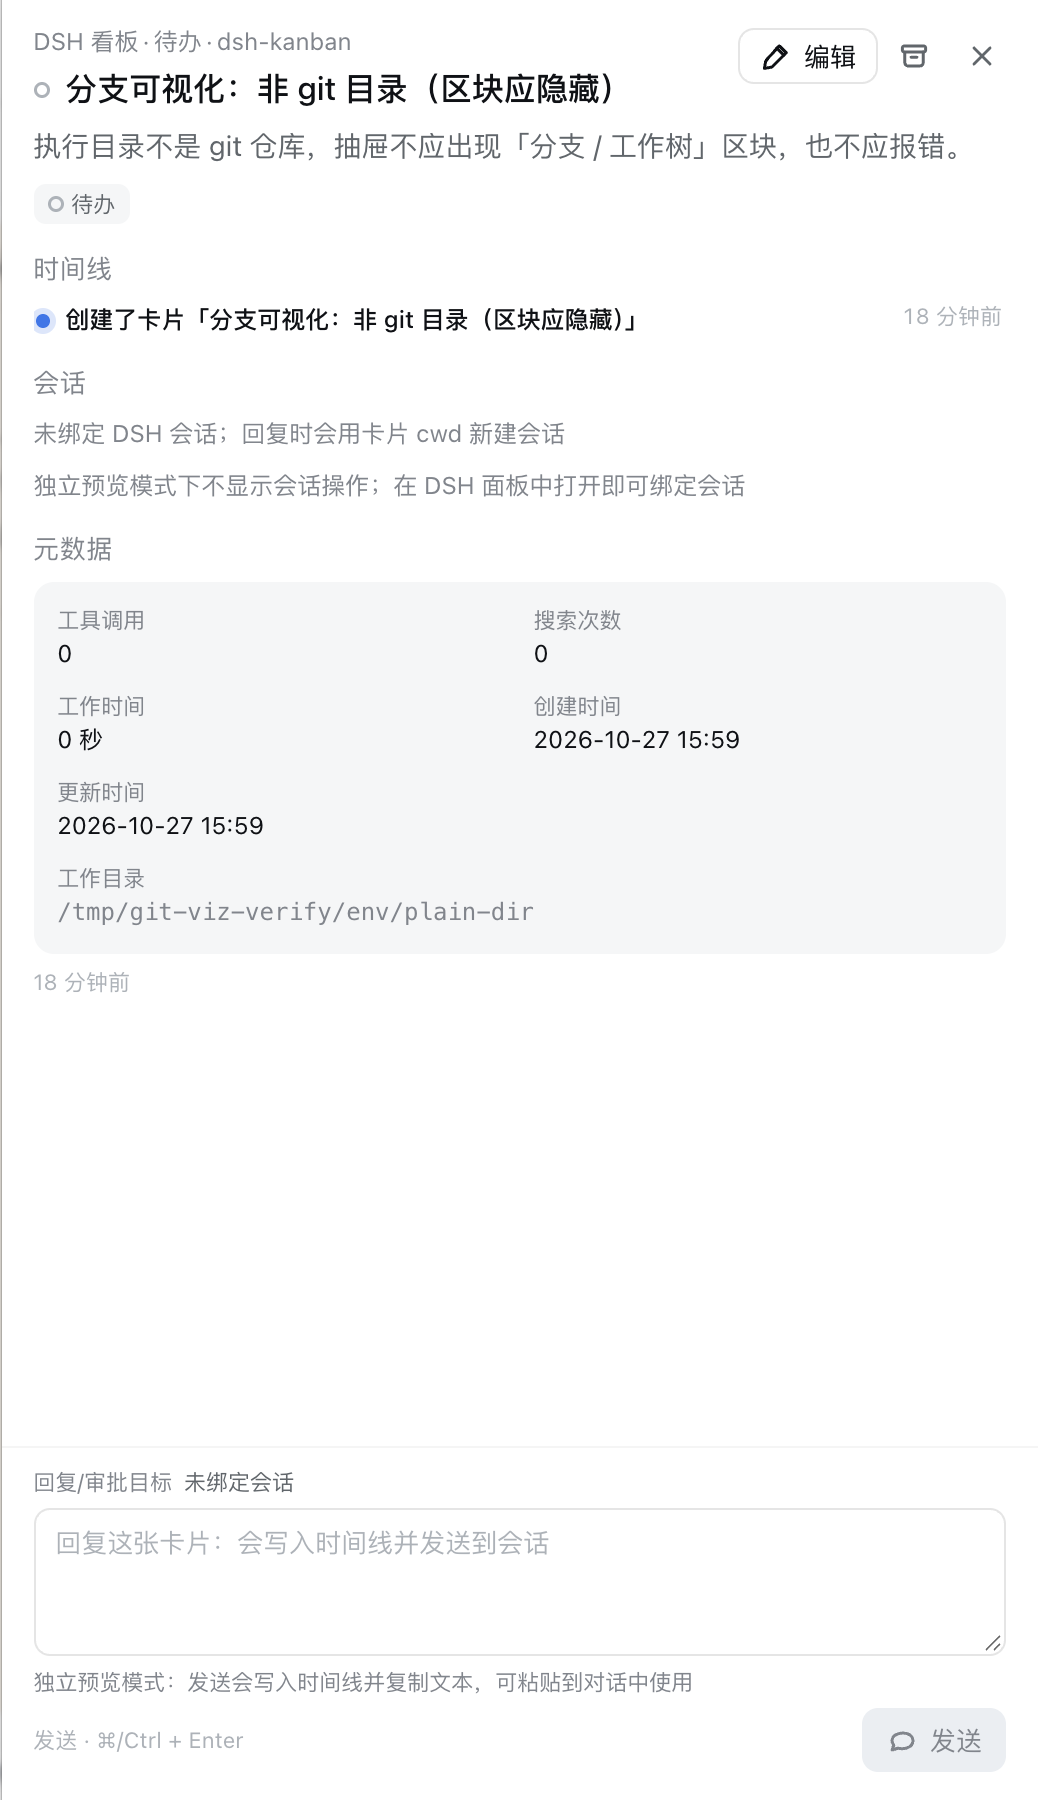 DSH 看板 · 待办 · dsh-kanban
编辑
分支可视化：非 git 目录（区块应隐藏）
执行目录不是 git 仓库，抽屉不应出现「分支 / 工作树」区块，也不应报错。
待办
时间线
创建了卡片「分支可视化：非 git 目录（区块应隐藏）」
18 分钟前
会话
未绑定 DSH 会话；回复时会用卡片 cwd 新建会话
独立预览模式下不显示会话操作；在 DSH 面板中打开即可绑定会话
元数据
工具调用
0
搜索次数
0
工作时间
0 秒
创建时间
2026-10-27 15:59
更新时间
2026-10-27 15:59
工作目录
/tmp/git-viz-verify/env/plain-dir
18 分钟前
回复/审批目标 未绑定会话
回复这张卡片：会写入时间线并发送到会话
独立预览模式：发送会写入时间线并复制文本，可粘贴到对话中使用
发送 · ⌘/Ctrl + Enter
发送